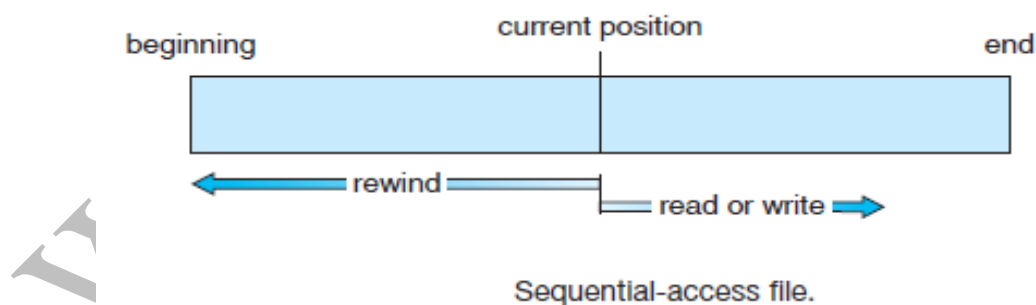 current position
beginning
end
rewind
read or write
Sequential-access file.